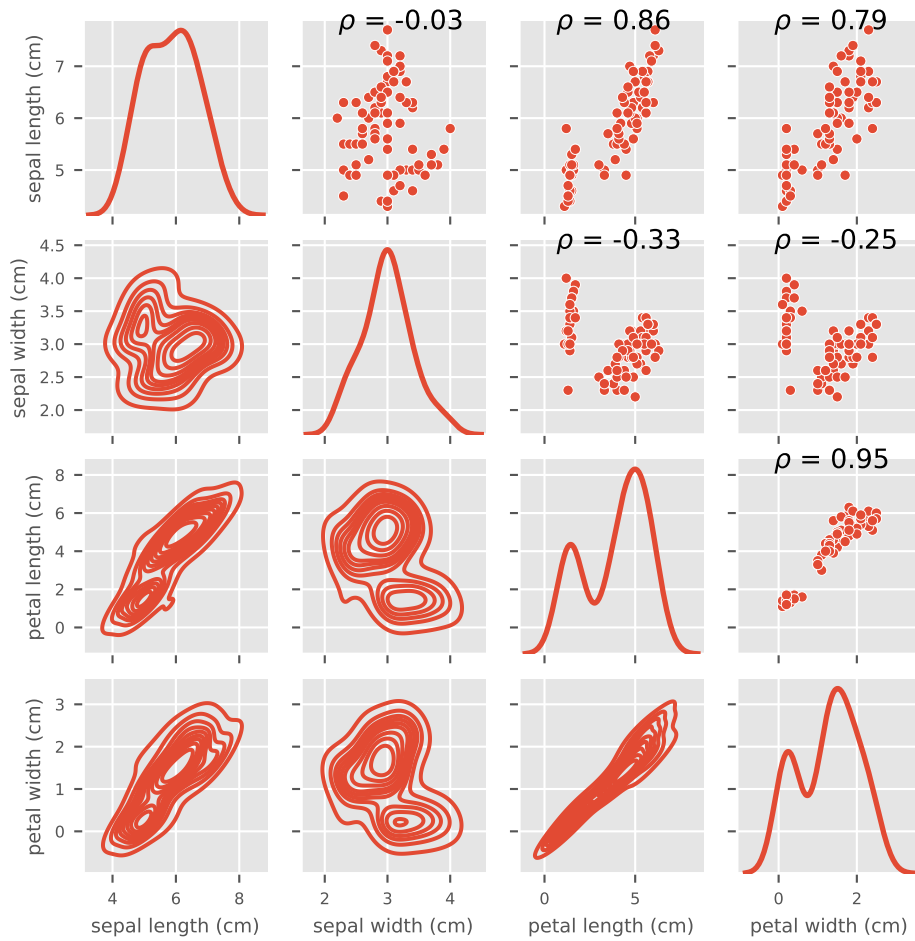 ρ = -0.03
ρ = 0.86
ρ = 0.79
sepal length (cm)
7
6
5
ρ = -0.33
ρ = -0.25
sepal width (cm)
4.5
4.0
3.5
3.0
2.5
2.0
ρ = 0.95
petal length (cm)
8
6
4
2
0
petal width (cm)
3
2
1
0
4 6 8
2 3 4
0 5
0 2
sepal length (cm)
sepal width (cm)
petal length (cm)
petal width (cm)